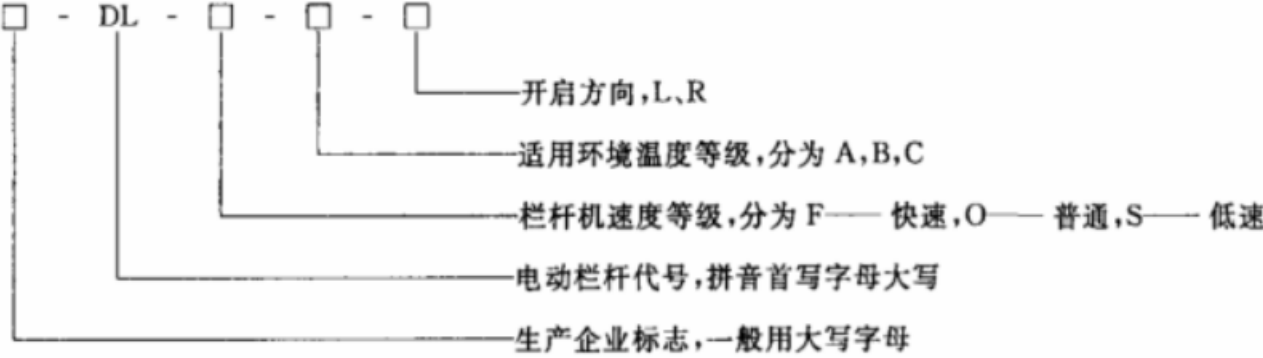 □ - DL - □ - □ - □
开启方向,L、R
适用环境温度等级,分为 A,B,C
栏杆机速度等级,分为 F—— 快速,O—— 普通,S—— 低速
电动栏杆代号,拼音首写字母大写
生产企业标志,一般用大写字母